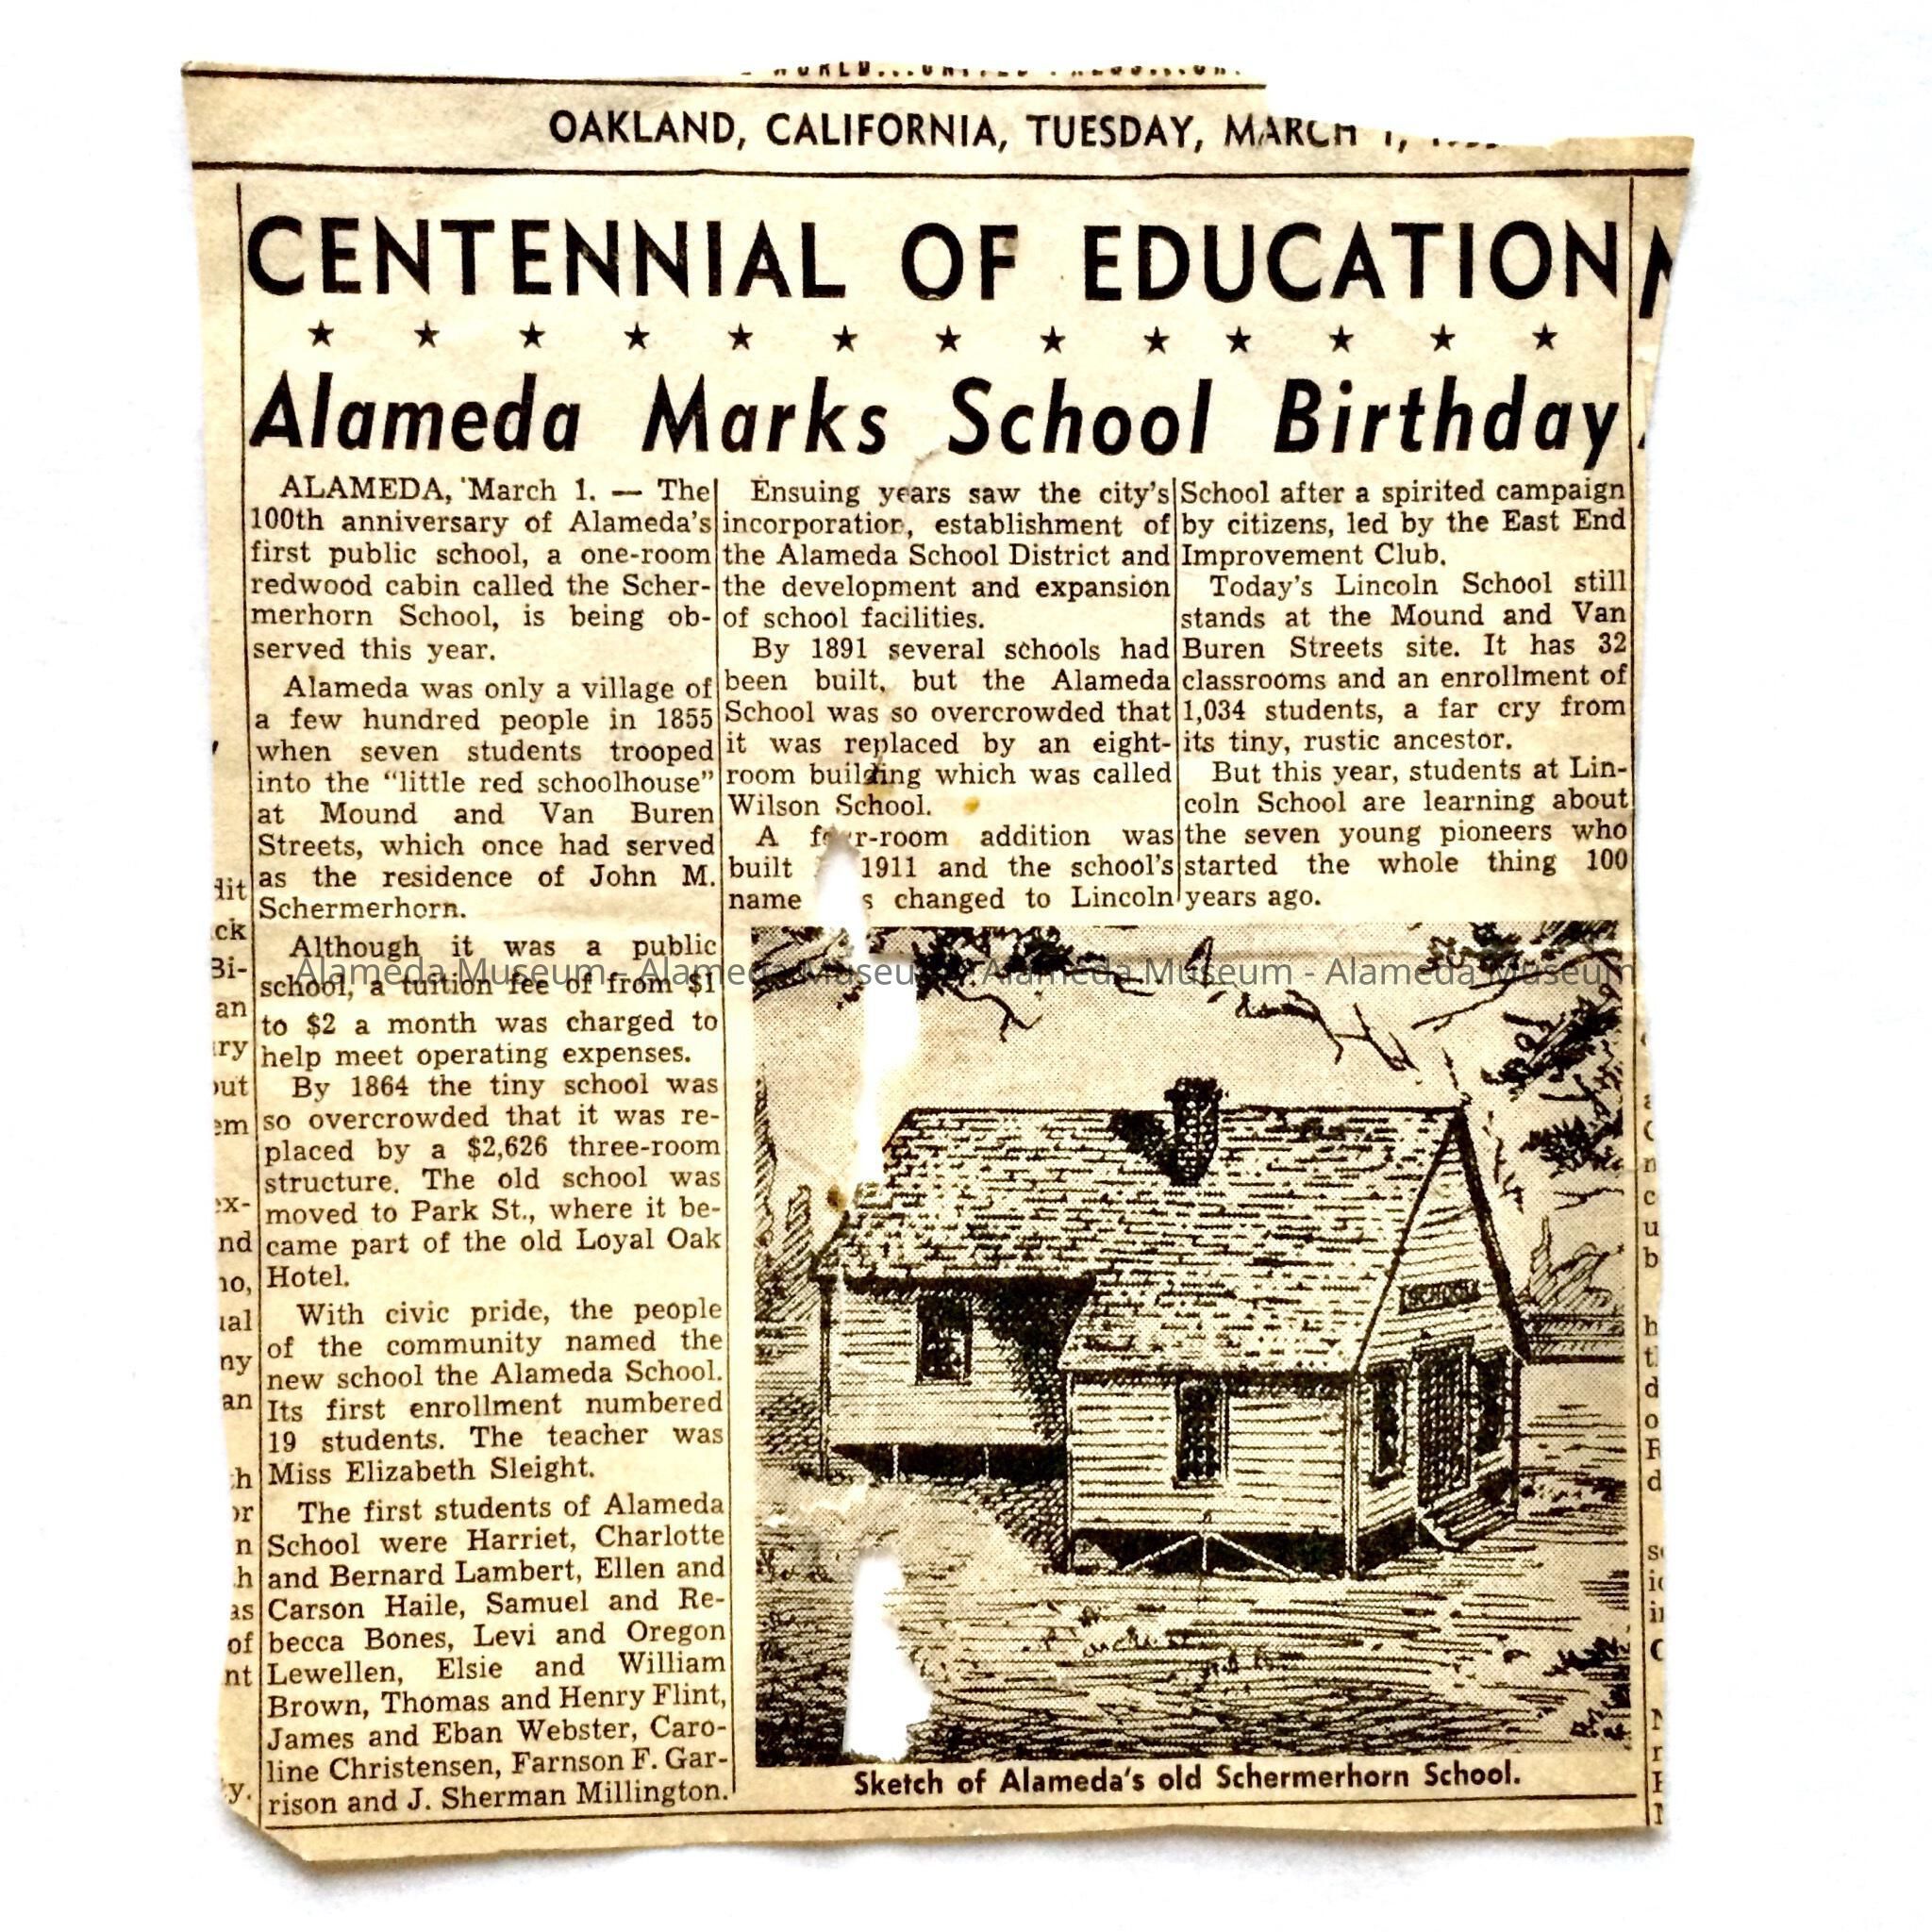 OAKLAND, CALIFORNIA, TUESDAY, MARCH 1,
CENTENNIAL OF EDUCATION
Alameda Marks School Birthday
ALAMEDA, March 1. — The
100th anniversary of Alameda's
first public school, a one-room
redwood cabin called the Scher-
merhorn School, is being ob-
served this year.
Alameda was only a village of
a few hundred people in 1855
when seven students trooped
into the "little red schoolhouse"
at Mound and Van Buren
Streets, which once had served
as the residence of John M.
Schermerhorn.
Although it was a public
school, a tuition fee of from $1
to $2 a month was charged to
help meet operating expenses.
By 1864 the tiny school was
so overcrowded that it was re-
placed by a $2,626 three-room
structure. The old school was
moved to Park St., where it be-
came part of the old Loyal Oak
Hotel.
With civic pride, the people
of the community named the
new school the Alameda School.
Its first enrollment numbered
19 students. The teacher was
Miss Elizabeth Sleight.
The first students of Alameda
School were Harriet, Charlotte
and Bernard Lambert, Ellen and
Carson Haile, Samuel and Re-
becca Bones, Levi and Oregon
Lewellen, Elsie and William
Brown, Thomas and Henry Flint,
James and Eban Webster, Caro-
line Christensen, Farnson F. Gar-
rison and J. Sherman Millington.
Ensuing years saw the city's
incorporation, establishment of
the Alameda School District and
the development and expansion
of school facilities.
By 1891 several schools had
been built, but the Alameda
School was so overcrowded that
it was replaced by an eight-
room building which was called
Wilson School.
A four-room addition was
built 1911 and the school's
name changed to Lincoln
School after a spirited campaign
by citizens, led by the East End
Improvement Club.
Today's Lincoln School still
stands at the Mound and Van
Buren Streets site. It has 32
classrooms and an enrollment of
1,034 students, a far cry from
its tiny, rustic ancestor.
But this year, students at Lin-
coln School are learning about
the seven young pioneers who
started the whole thing 100
years ago.
Alameda Museum - Alameda Museum - Alameda Museum - Alameda Museum
SCHOOL
Sketch of Alameda's old Schermerhorn School.